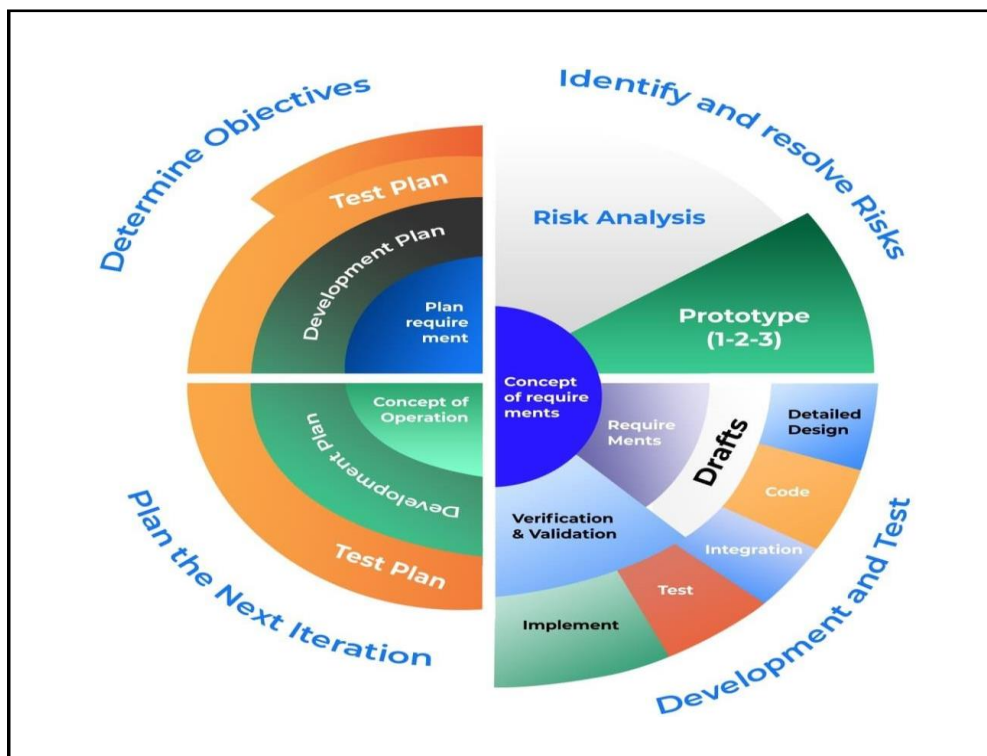 Determine Objectives
Test Plan
Development Plan
Plan
require
ment
Identify and resolve Risks
Risk Analysis
Prototype
(1-2-3)
Concept
of require
ments
Concept of
Operation
Development Plan
Test Plan
Plan the Next Iteration
Require
Ments
Drafts
Detailed
Design
Code
Integration
Test
Implement
Verification
& Validation
Development and Test